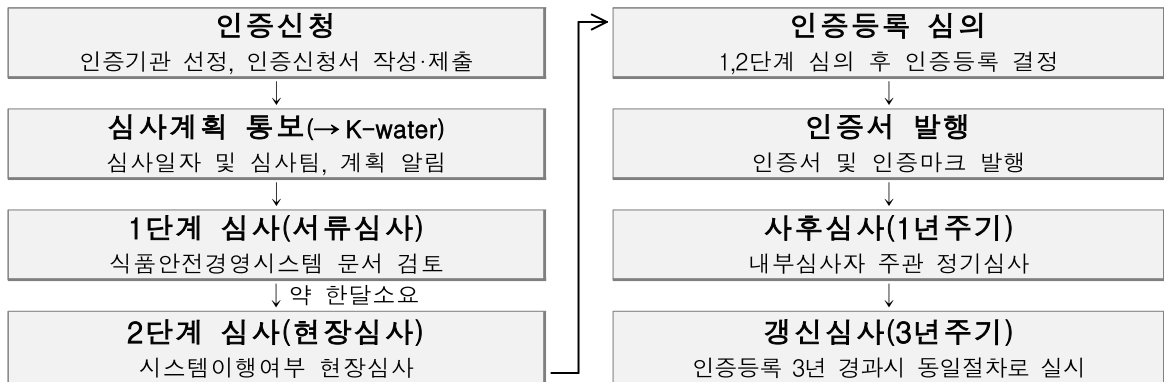 인증신청
인증기관 선정, 인증신청서 작성·제출
↓
심사계획 통보(→ K-water)
심사일자 및 심사팀, 계획 알림
↓
1단계 심사(서류심사)
식품안전경영시스템 문서 검토
↓ 약 한달소요
2단계 심사(현장심사)
시스템이행여부 현장심사
인증등록 심의
1,2단계 심의 후 인증등록 결정
↓
인증서 발행
인증서 및 인증마크 발행
↓
사후심사(1년주기)
내부심사자 주관 정기심사
↓
갱신심사(3년주기)
인증등록 3년 경과시 동일절차로 실시